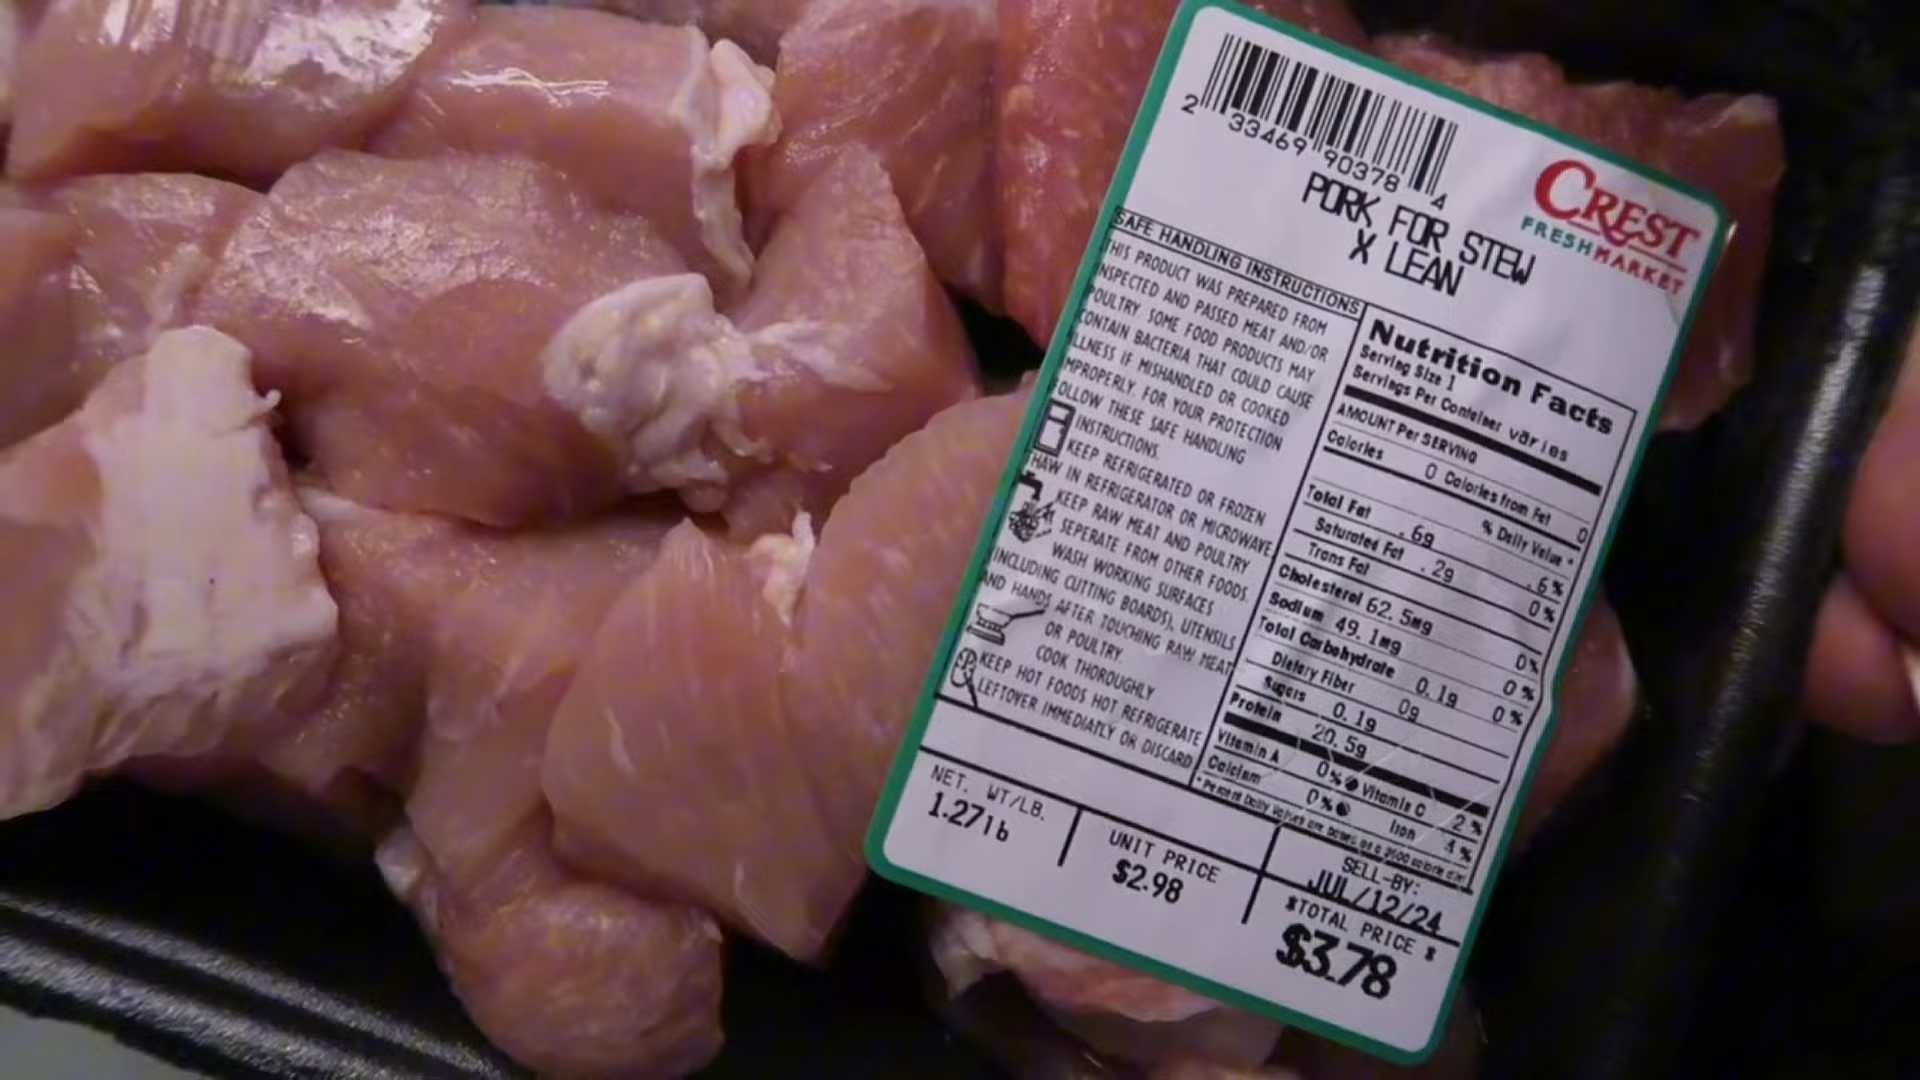 2 33469 90378 4
PORK FOR STEW
X LEAN
CREST
FRESH MARKET
SAFE HANDLING INSTRUCTIONS
THIS PRODUCT WAS PREPARED FROM
INSPECTED AND PASSED MEAT AND/OR
POULTRY SOME FOOD PRODUCTS MAY
CONTAIN BACTERIA THAT COULD CAUSE
ILLNESS IF MISHANDLED OR COOKED
IMPROPERLY. FOR YOUR PROTECTION
FOLLOW THESE SAFE HANDLING
INSTRUCTIONS.
KEEP REFRIGERATED OR FROZEN
THAW IN REFRIGERATOR OR MICROWAVE
KEEP RAW MEAT AND POULTRY
SEPERATE FROM OTHER FOODS.
WASH WORKING SURFACES
INCLUDING CUTTING BOARDS), UTENSILS
AND HANDS AFTER TOUCHING RAW MEAT
OR POULTRY.
COOK THOROUGHLY
KEEP HOT FOODS HOT REFRIGERATE
LEFTOVER IMMEDIATELY OR DISCARD
Nutrition Facts
Serving Size 1
Servings Per Container varies
AMOUNT Per SERVING
Calories 0 Calories from Fat 0
% Daily Value *
Total Fat .6g .6%
Saturated Fat .2g 0%
Trans Fat
Cholesterol 62.5mg 0%
Sodium 49.1mg 0%
Total Carbohydrate 0.1g 0%
Dietary Fiber 0g
Sugars 0.1g
Protein 20.5g
Vitamin A 0% Vitamin C 2%
Calcium 0% Iron 4%
NET. WT/LB.
1.27lb
UNIT PRICE
$2.98
SELL-BY:
JUL/12/24
*TOTAL PRICE *
$3.78